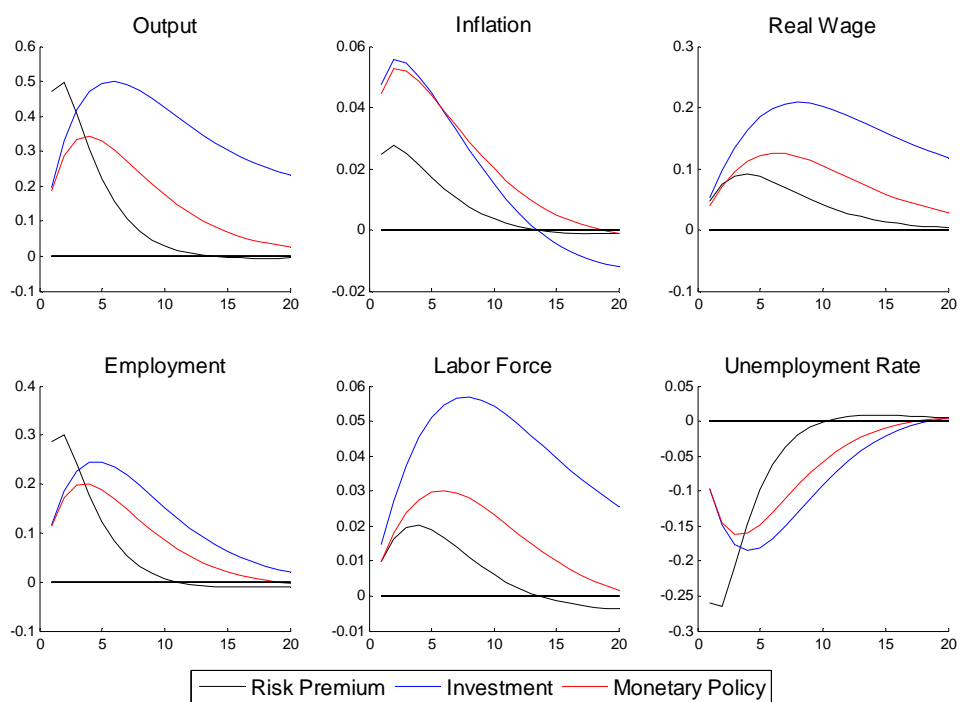 Output Inflation Real Wage
0.6 0.06 0.3
0.5
0.4 0.04 0.2
0.3
0.2 0.02 0.1
0.1 0 0
0
-0.1 -0.02 -0.1
0 5 10 15 20 0 5 10 15 20 0 5 10 15 20
Employment Labor Force Unemployment Rate
0.4 0.06 0.05
0.05 0
0.3 0.04 -0.05
0.2 0.03 -0.1
0.1 0.02 -0.15
0.01 -0.2
0 0 -0.25
-0.1 -0.01 -0.3
0 5 10 15 20 0 5 10 15 20 0 5 10 15 20
Risk Premium Investment Monetary Policy